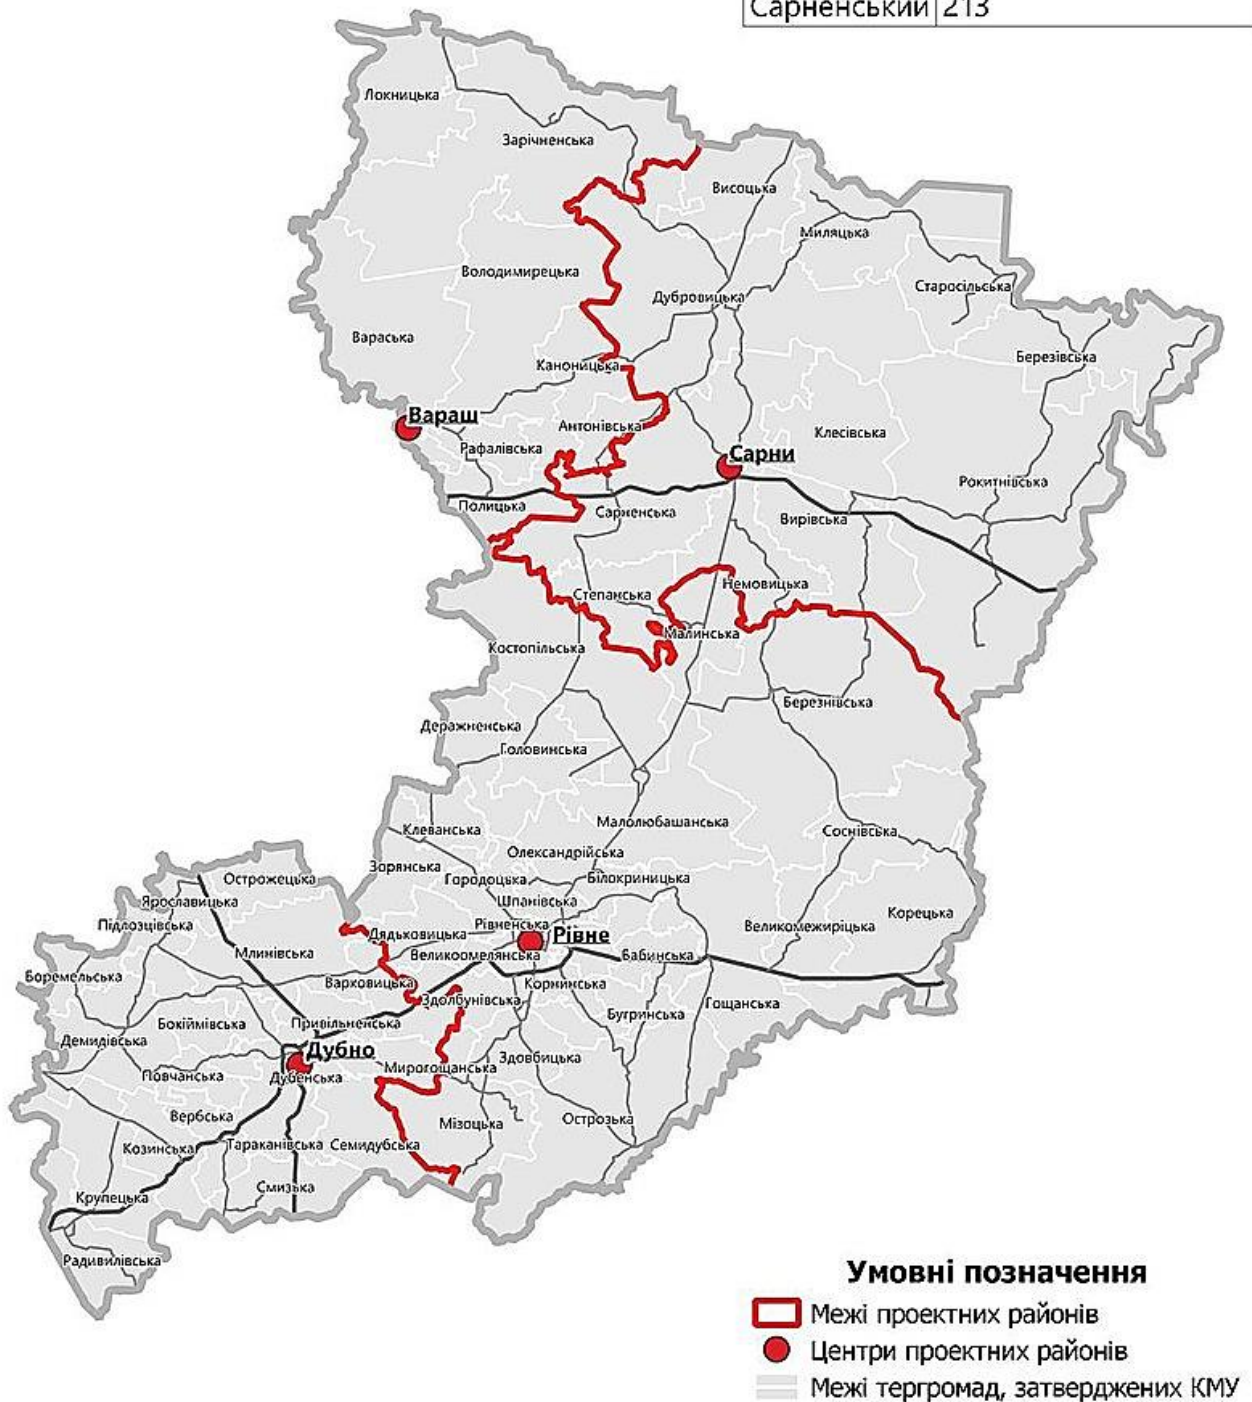 Сарненський 213
Локницька
Зарічненська
Висоцька
Миляцька
Володимирецька
Старосільська
Дубровицька
Вараська
Березівська
Каноницька
Вараш
Антонівська
Клесівська
Рафалівська
Сарни
Рокитнівська
Полицька
Сарненська
Вирівська
Немовицька
Степанська
Малинська
Костопільська
Березнівська
Деражненська
Головинська
Малолюбашанська
Клеванська
Соснівська
Олександрійська
Зорянська
Острожецька
Городоцька
Білокриницька
Ярославицька
Шпанівська
Корецька
Підлозцівська
Рівненська
Великомежиріцька
Дядьковицька
Рівне
Млинівська
Великоомелянська
Бабинська
Боремельська
Варховицька
Корнинська
Здолбунівська
Гощанська
Бугринська
Бокіймівська
Привільненська
Демидівська
Дубно
Здовбицька
Мирогощанська
Повчанська
Дубенська
Вербська
Мізоцька
Острозька
Козинська
Тараканівська
Семидубська
Смизька
Крупецька
Радивилівська
Умовні позначення
Межі проектних районів
Центри проектних районів
Межі тергромад, затверджених КМУ